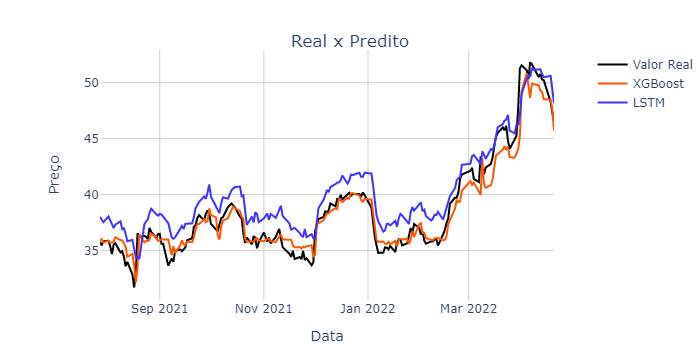 Real x Predito
Valor Real
XGBoost
LSTM
Preço
50
45
40
35
Sep 2021
Nov 2021
Jan 2022
Mar 2022
Data